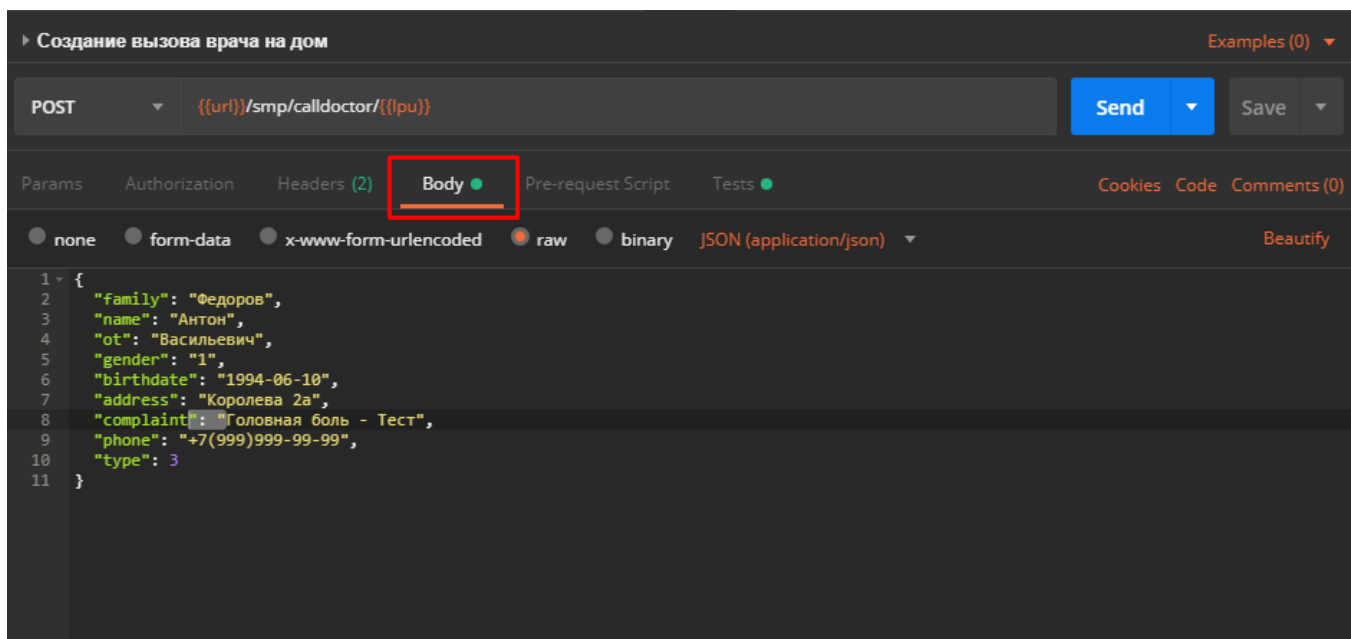 Создание вызова врача на дом Examples (0)
POST {{url}}/smp/calldoctor/{{lpu}} Send Save
Params Authorization Headers (2) Body Pre-request Script Tests Cookies Code Comments (0)
none form-data x-www-form-urlencoded raw binary JSON (application/json) Beautify
1 {
2 "family": "Федоров",
3 "name": "Антон",
4 "ot": "Васильевич",
5 "gender": "1",
6 "birthdate": "1994-06-10",
7 "address": "Королева 2а",
8 "complaint": "Головная боль - Тест",
9 "phone": "+7(999)999-99-99",
10 "type": 3
11 }